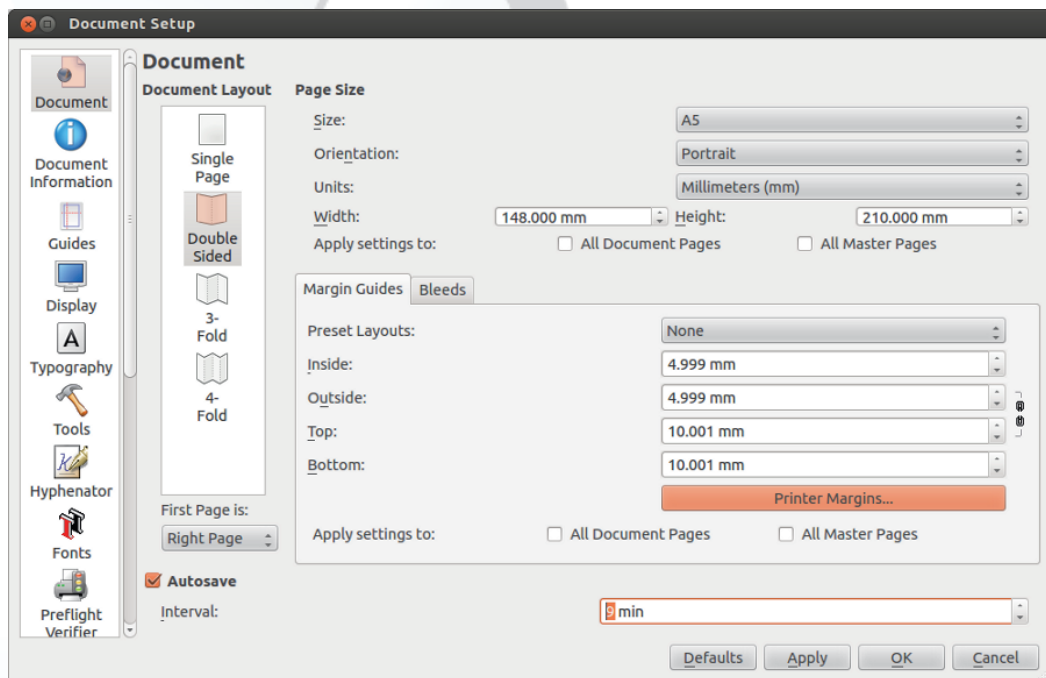 Document Setup
Document
Document
Information
Guides
Display
Typography
Tools
Hyphenator
Fonts
Preflight
Verifier
Document
Document Layout
Single
Page
Double
Sided
3-
Fold
4-
Fold
First Page is:
Right Page
Page Size
Size: A5
Orientation: Portrait
Units: Millimeters (mm)
Width: 148.000 mm Height: 210.000 mm
Apply settings to: All Document Pages All Master Pages
Margin Guides Bleeds
Preset Layouts: None
Inside: 4.999 mm
Outside: 4.999 mm
Top: 10.001 mm
Bottom: 10.001 mm
Printer Margins...
Apply settings to: All Document Pages All Master Pages
Autosave
Interval: 9 min
Defaults Apply OK Cancel